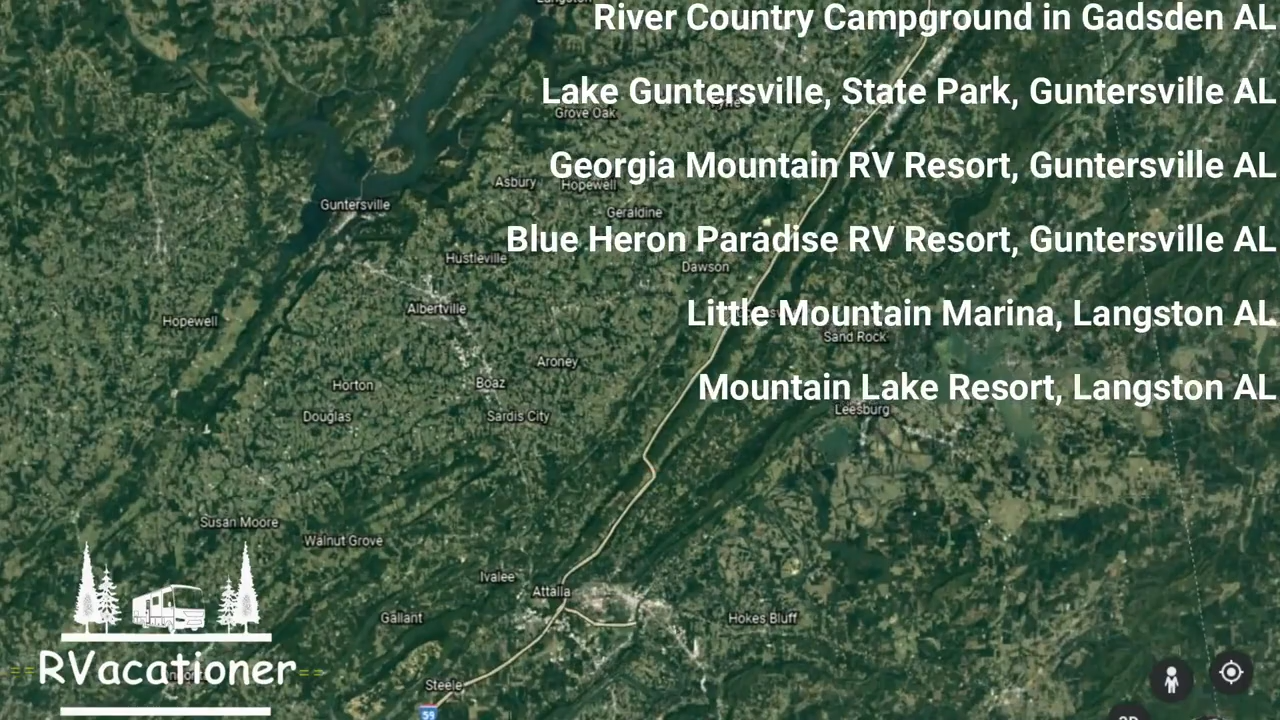 Langston
River Country Campground in Gadsden AL
Lake Guntersville, State Park, Guntersville AL
Grove Oak
Georgia Mountain RV Resort, Guntersville AL
Asbury
Hopewell
Guntersville
Geraldine
Blue Heron Paradise RV Resort, Guntersville AL
Hustleville
Dawson
Albertville
Little Mountain Marina, Langston AL
Hopewell
Sand Rock
Aroney
Horton
Boaz
Mountain Lake Resort, Langston AL
Douglas
Sardis City
Leesburg
Susan Moore
Walnut Grove
Ivalee
Attalla
Gallant
Hokes Bluff
RVacationer
Steele
59